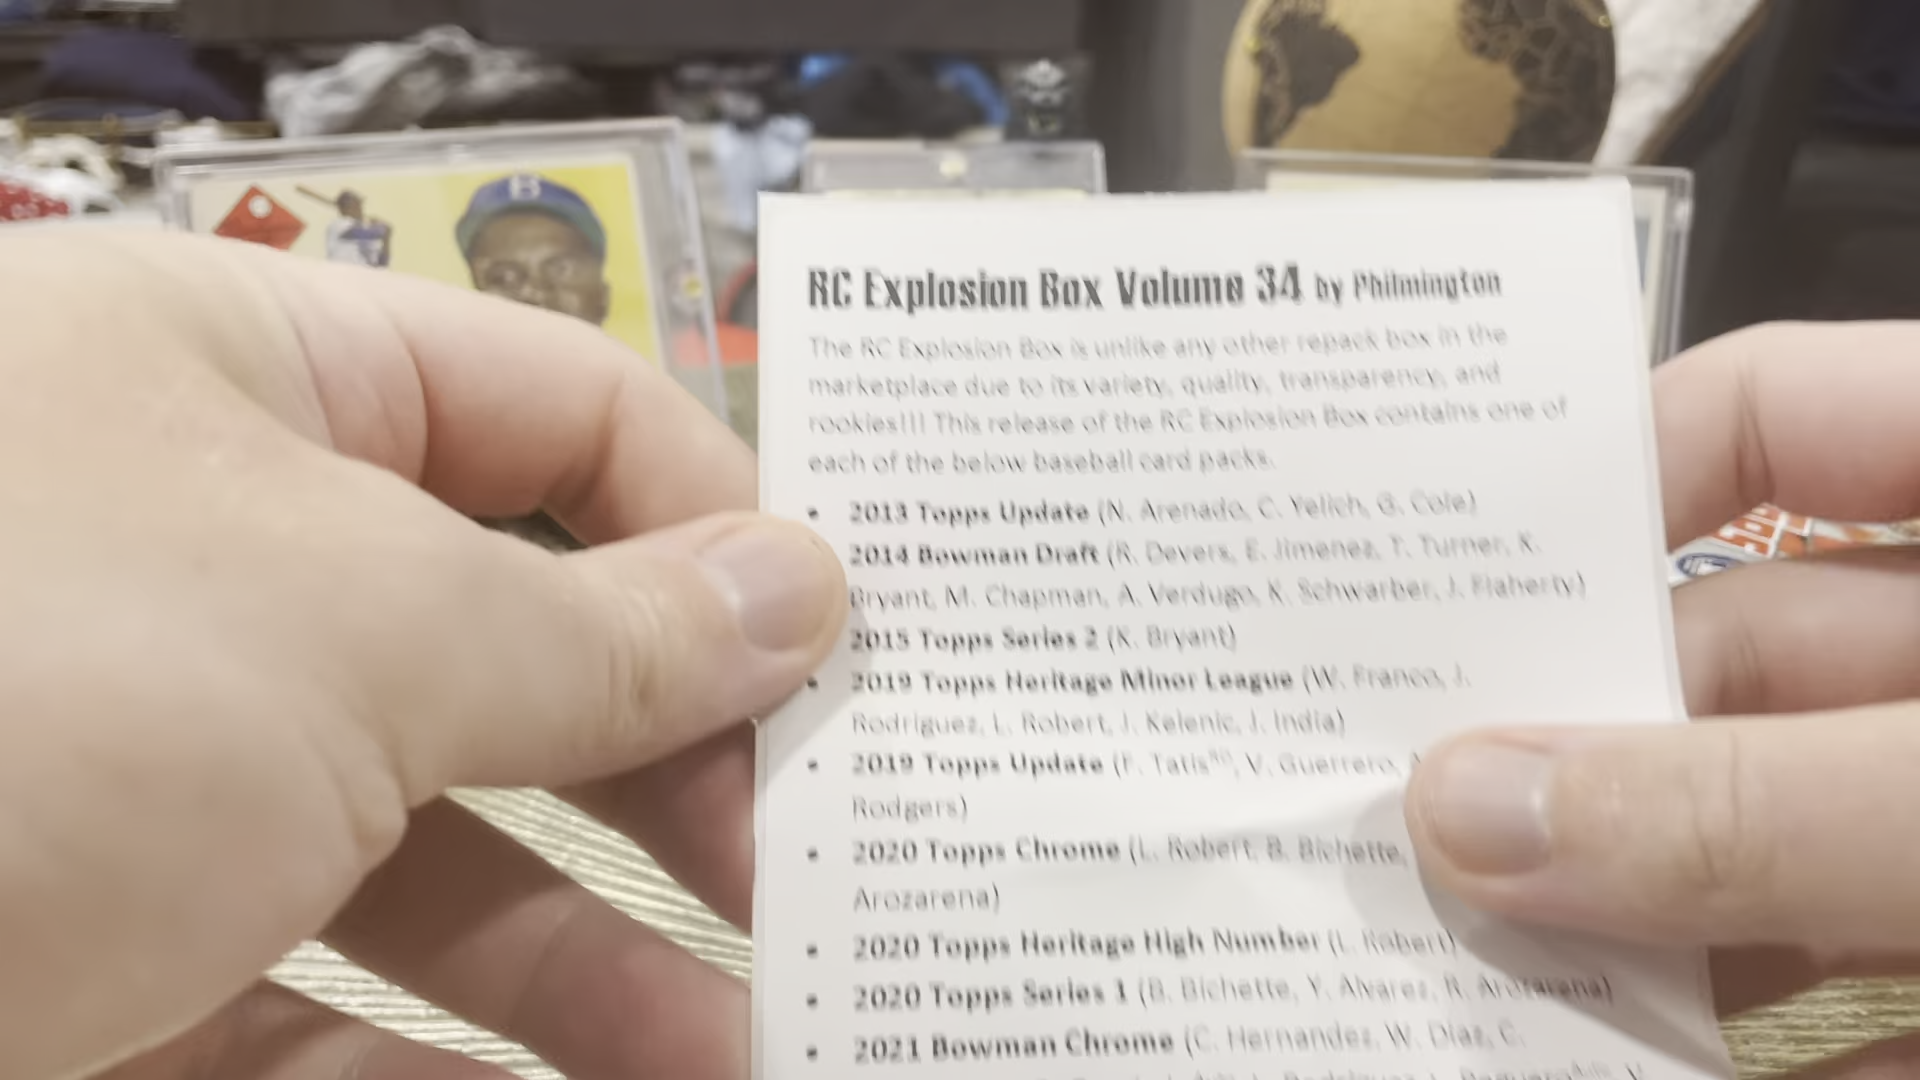 B
RC Explosion Box Volume 34 by Philmington
The RC Explosion Box is unlike any other repack box in the
marketplace due to its variety, quality, transparency, and
rookies!!! This release of the RC Explosion Box contains one of
each of the below baseball card packs.
• 2013 Topps Update (N. Arenado, C. Yelich, G. Cole)
2014 Bowman Draft (R. Devers, E. Jimenez, T. Turner, K.
Bryant, M. Chapman, A. Verdugo, K. Schwarber, J. Flaherty)
2015 Topps Series 2 (K. Bryant)
• 2019 Topps Heritage Minor League (W. Franco, J.
Rodriguez, L. Robert, J. Kelenic, J. India)
• 2019 Topps Update (F. Tatis, V. Guerrero,
Rodgers)
• 2020 Topps Chrome (L. Robert, B. Bichette,
Arozarena)
• 2020 Topps Heritage High Number (L. Robert)
• 2020 Topps Series 1 (B. Bichette, Y. Alvarez, R. Arozarena)
• 2021 Bowman Chrome (C. Hernandez, W. Diaz, C.